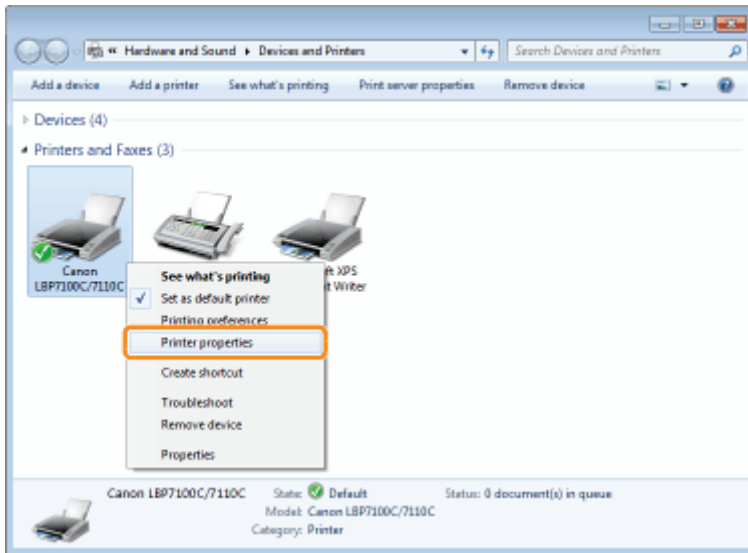 « Hardware and Sound ▸ Devices and Printers
Search Devices and Printers
Add a device Add a printer See what's printing Print server properties Remove device
Devices (4)
Printers and Faxes (3)
Canon
LBP7100C/7110C
XPS
Writer
See what's printing
Set as default printer
Printing preferences
Printer properties
Create shortcut
Troubleshoot
Remove device
Properties
Canon LBP7100C/7110C State: Default Status: 0 document(s) in queue
Model: Canon LBP7100C/7110C
Category: Printer